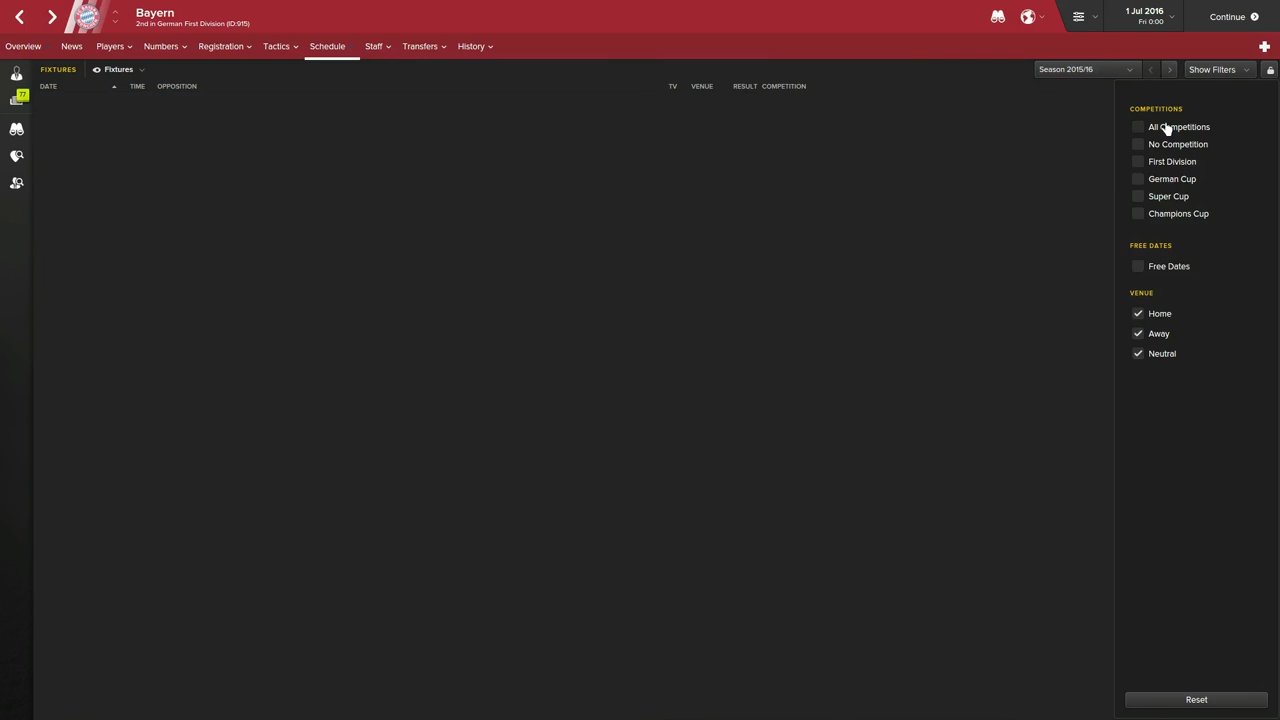 Bayern
2nd in German First Division (ID:915)
1 Jul 2016
Fri 0:00
Continue
Overview News Players Numbers Registration Tactics Schedule Staff Transfers History
77
FIXTURES Fixtures Season 2015/16 Show Filters
DATE TIME OPPOSITION TV VENUE RESULT COMPETITION
COMPETITIONS
All Competitions
No Competition
First Division
German Cup
Super Cup
Champions Cup
FREE DATES
Free Dates
VENUE
Home
Away
Neutral
Reset